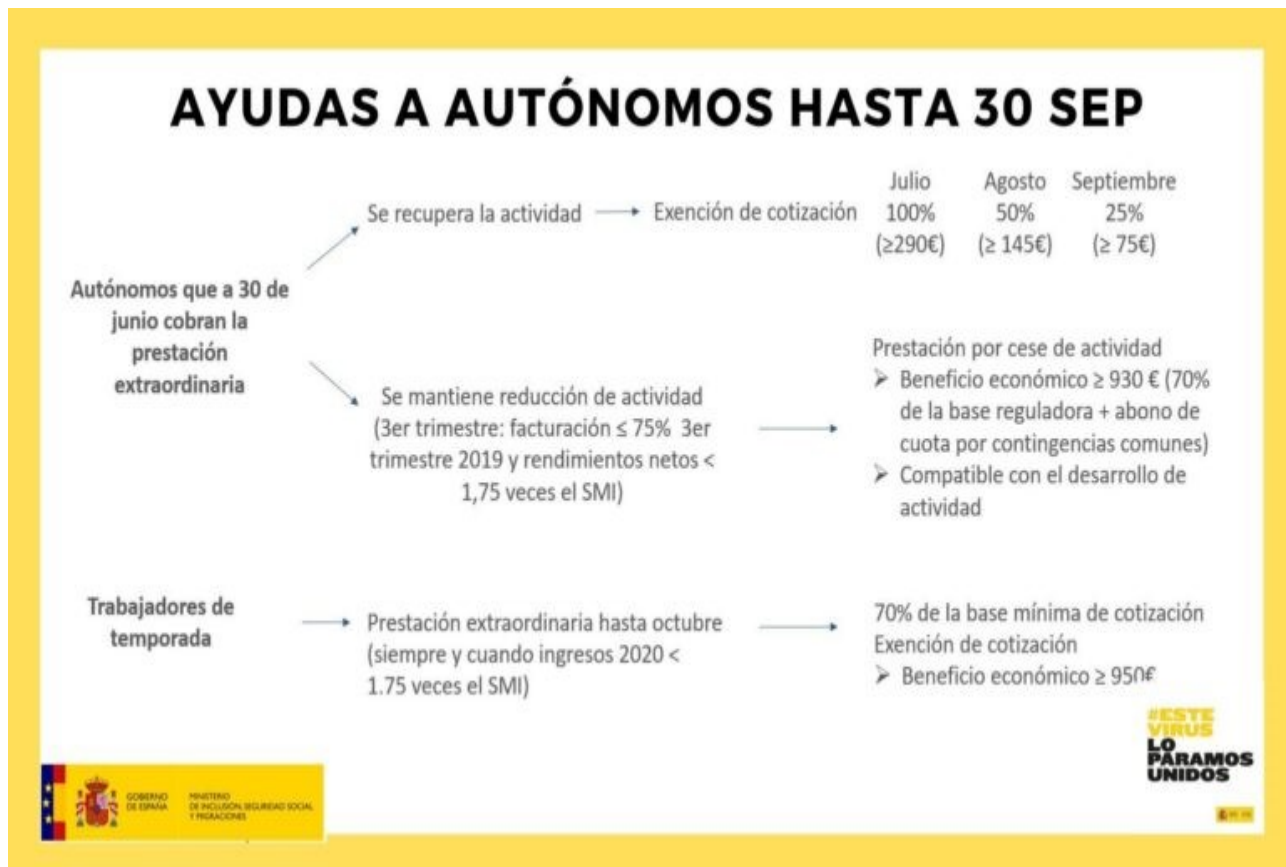 AYUDAS A AUTÓNOMOS HASTA 30 SEP
Autónomos que a 30 de
junio cobran la
prestación
extraordinaria
Se recupera la actividad
Exención de cotización
Julio Agosto Septiembre
100% 50% 25%
(≥290€) (≥ 145€) (≥ 75€)
Se mantiene reducción de actividad
(3er trimestre: facturación ≤ 75% 3er
trimestre 2019 y rendimientos netos <
1,75 veces el SMI)
Prestación por cese de actividad
➢ Beneficio económico ≥ 930 € (70%
de la base reguladora + abono de
cuota por contingencias comunes)
➢ Compatible con el desarrollo de
actividad
Trabajadores de
temporada
Prestación extraordinaria hasta octubre
(siempre y cuando ingresos 2020 <
1.75 veces el SMI)
70% de la base mínima de cotización
Exención de cotización
➢ Beneficio económico ≥ 950€
#ESTE
VIRUS
LO
PARAMOS
UNIDOS
GOBIERNO
DE ESPAÑA
MINISTERIO
DE INCLUSIÓN, SEGURIDAD SOCIAL
Y MIGRACIONES